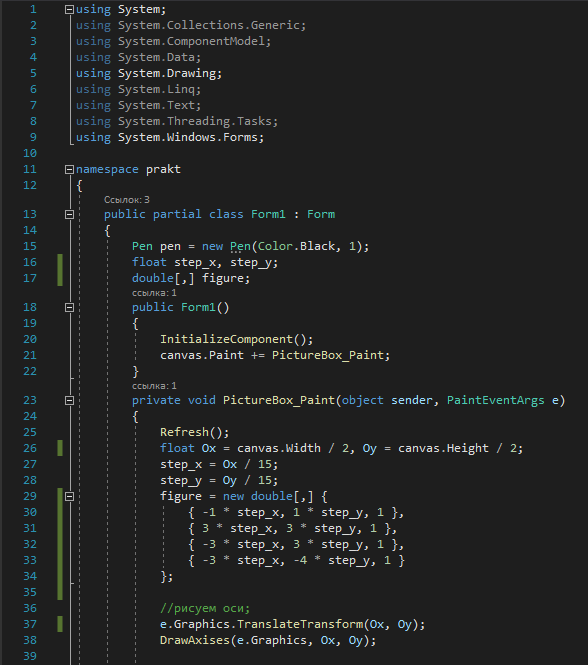 1 using System;
2 using System.Collections.Generic;
3 using System.ComponentModel;
4 using System.Data;
5 using System.Drawing;
6 using System.Linq;
7 using System.Text;
8 using System.Threading.Tasks;
9 using System.Windows.Forms;
10
11 namespace prakt
12 {
Ссылок: 3
13 public partial class Form1 : Form
14 {
15 Pen pen = new Pen(Color.Black, 1);
16 float step_x, step_y;
17 double[,] figure;
ссылка: 1
18 public Form1()
19 {
20 InitializeComponent();
21 canvas.Paint += PictureBox_Paint;
22 }
ссылка: 1
23 private void PictureBox_Paint(object sender, PaintEventArgs e)
24 {
25 Refresh();
26 float Ox = canvas.Width / 2, Oy = canvas.Height / 2;
27 step_x = Ox / 15;
28 step_y = Oy / 15;
29 figure = new double[,] {
30 { -1 * step_x, 1 * step_y, 1 },
31 { 3 * step_x, 3 * step_y, 1 },
32 { -3 * step_x, 3 * step_y, 1 },
33 { -3 * step_x, -4 * step_y, 1 }
34 };
35
36 //рисуем оси;
37 e.Graphics.TranslateTransform(Ox, Oy);
38 DrawAxises(e.Graphics, Ox, Oy);
39